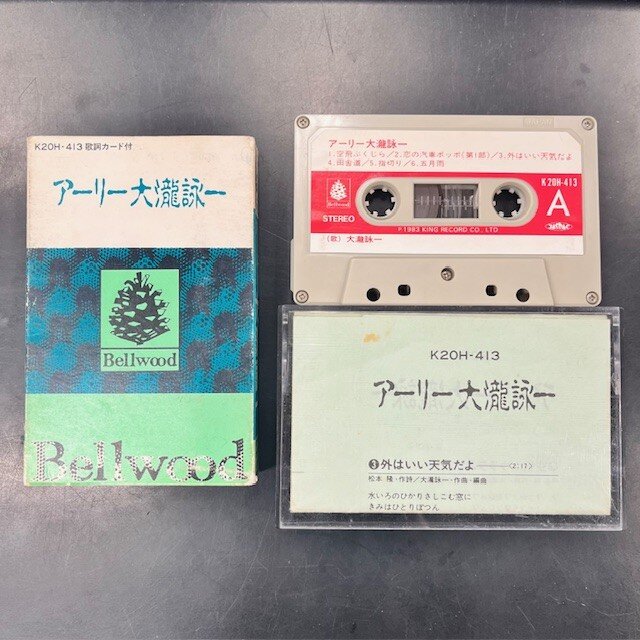 K20H-413 歌詞カード付
アーリー大瀧詠一
Bellwood
Bellwood
アーリー大瀧詠一
1.空飛ぶくじら/2.恋の汽車ポッポ(第1部)/3.外はいい天気だよ
4.田舎道/5.指切り/6.五月雨
K20H-413
A
Bellwood
STEREO
P.1983 KING RECORD CO., LTD
(歌) 大瀧詠一
K20H-413
アーリー大瀧詠一
❸外はいい天気だよ――〈2:17〉
松本 隆・作詩/大瀧詠一・作曲・編曲
水いろのひかりさしこむ窓に
きみはひとりぼつん